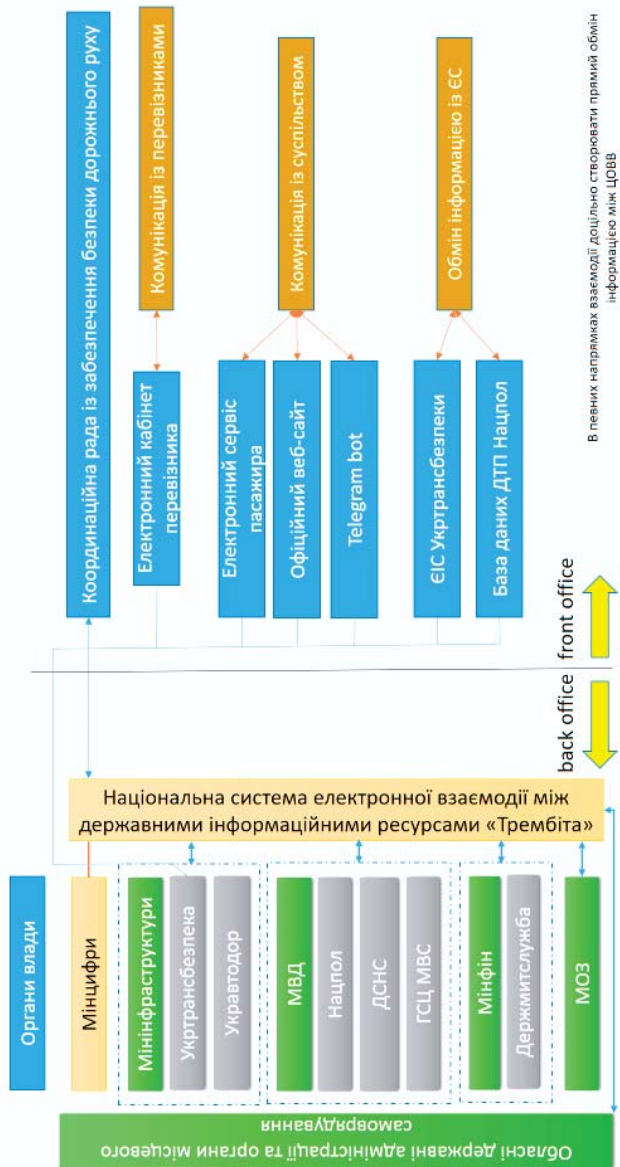 Органи влади
Координаційна рада із забезпечення безпеки дорожнього руху
Обласні державні адміністрації та органи місцевого
самоврядування
Мінцифри
Мінінфраструктури
Укртрансбезпека
Укравтодор
МВД
Нацпол
ДСНС
ГСЦ МВС
Мінфін
Держмитслужба
МОЗ
Національна система електронної взаємодії між
державними інформаційними ресурсами «Трембіта»
Електронний кабінет
перевізника
Комунікація із перевізниками
Електронний сервіс
пасажира
Офіційний веб-сайт
Telegram bot
Комунікація із суспільством
ЄІС Укртрансбезпеки
База даних ДТП Нацпол
Обмін інформацією із ЄС
back office
front office
В певних напрямках взаємодії доцільно створювати прямий обмін
інформацією між ЦОВВ